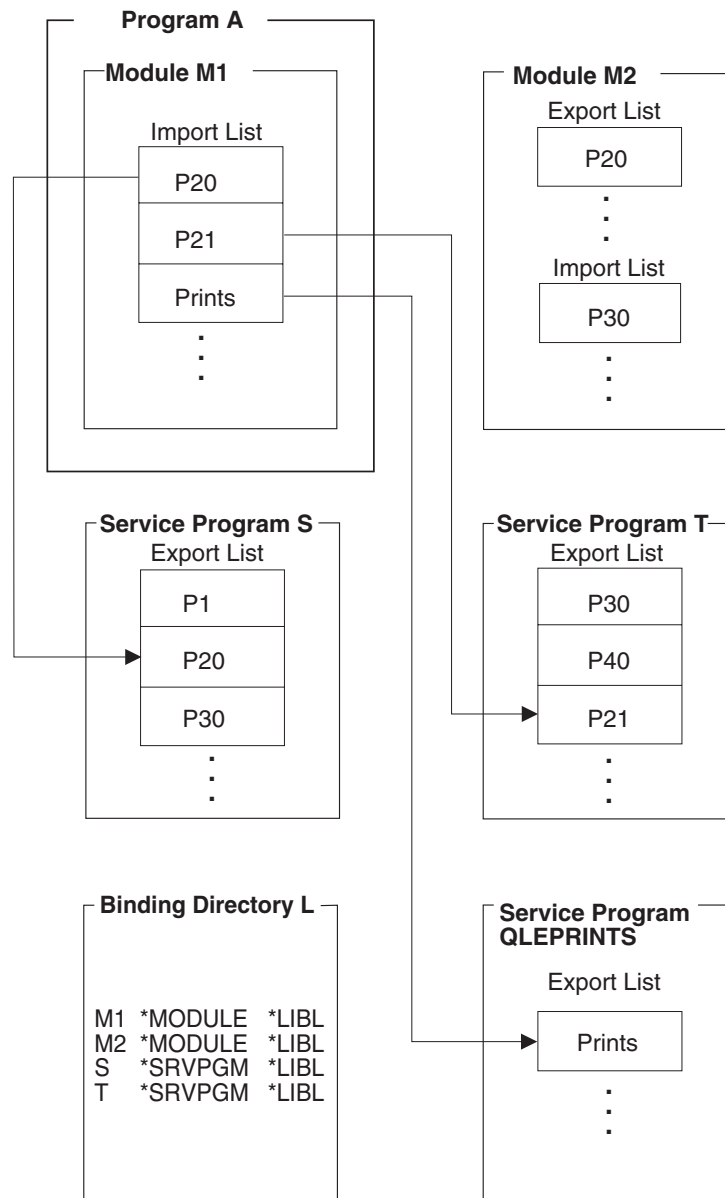 Program A
Module M1
Import List
P20
P21
Prints
Module M2
Export List
P20
Import List
P30
Service Program S
Export List
P1
P20
P30
Service Program T
Export List
P30
P40
P21
Binding Directory L
M1 *MODULE *LIBL
M2 *MODULE *LIBL
S *SRVPGM *LIBL
T *SRVPGM *LIBL
Service Program
QLEPRINTS
Export List
Prints